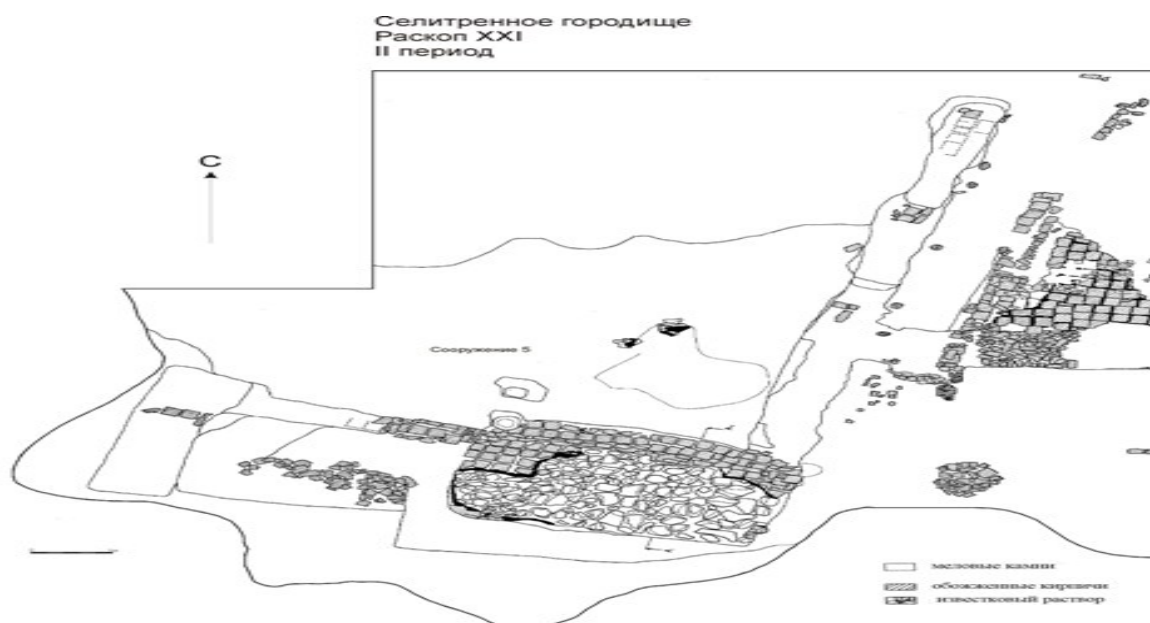 Селитренное городище
Раскоп XXI
II период
С
Сооружение 5
меловые камни
обожженные кирпичи
известковый раствор